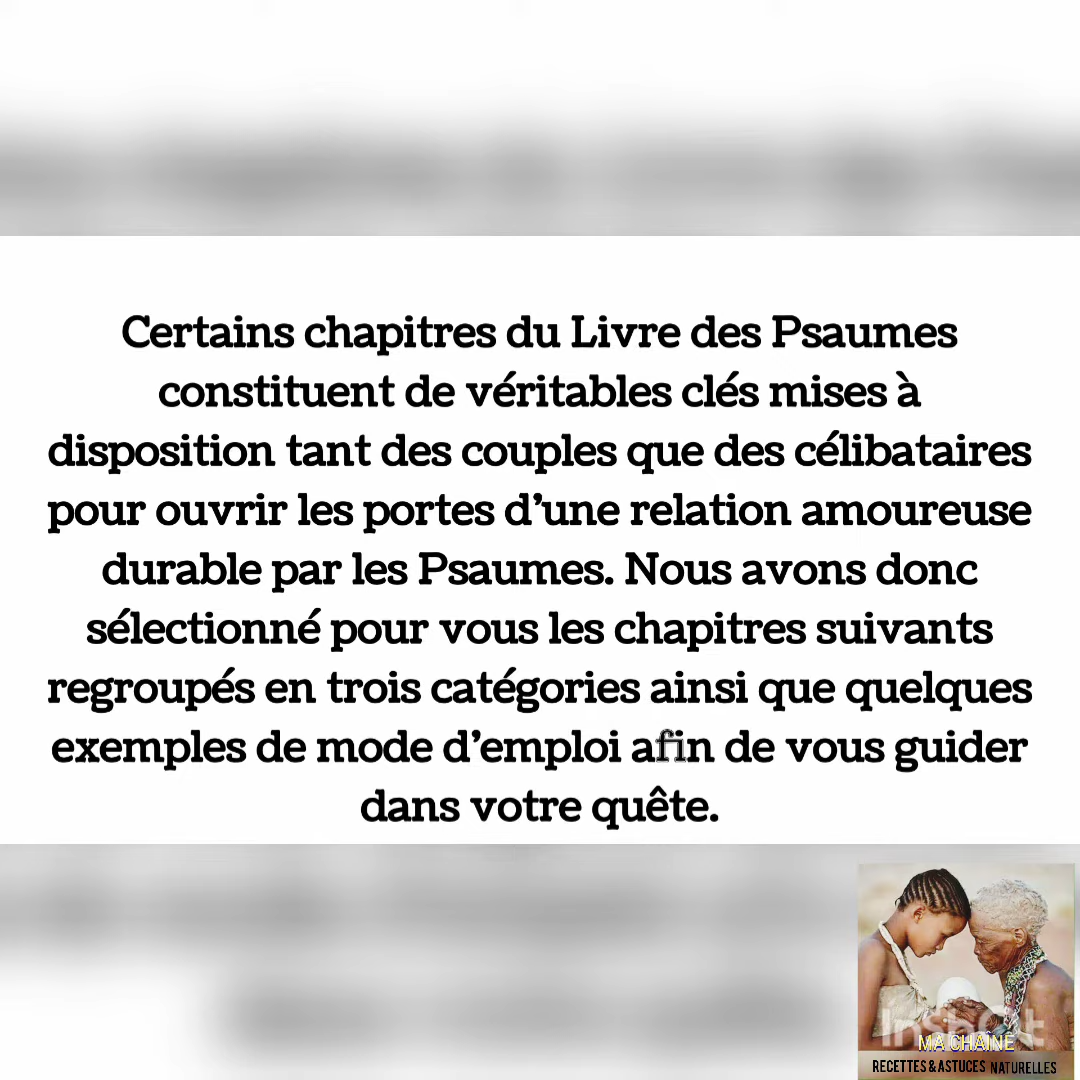 Certains chapitres du Livre des Psaumes
constituent de véritables clés mises à
disposition tant des couples que des célibataires
pour ouvrir les portes d’une relation amoureuse
durable par les Psaumes. Nous avons donc
sélectionné pour vous les chapitres suivants
regroupés en trois catégories ainsi que quelques
exemples de mode d’emploi afin de vous guider
dans votre quête.
InShOt
MA CHAÎNÊ
RECETTES & ASTUCES NATURELLES